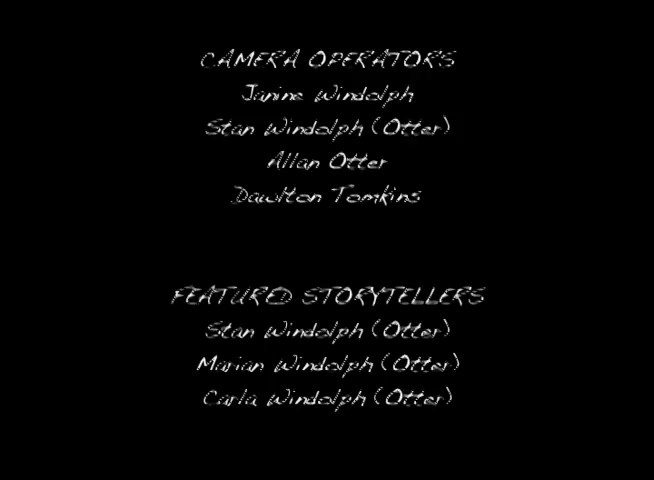 CAMERA OPERATORS
Janine Windolph
Stan Windolph (Otter)
Allan Otter
Dawlton Tomkins
FEATURED STORYTELLERS
Stan Windolph (Otter)
Marian Windolph (Otter)
Carla Windolph (Otter)